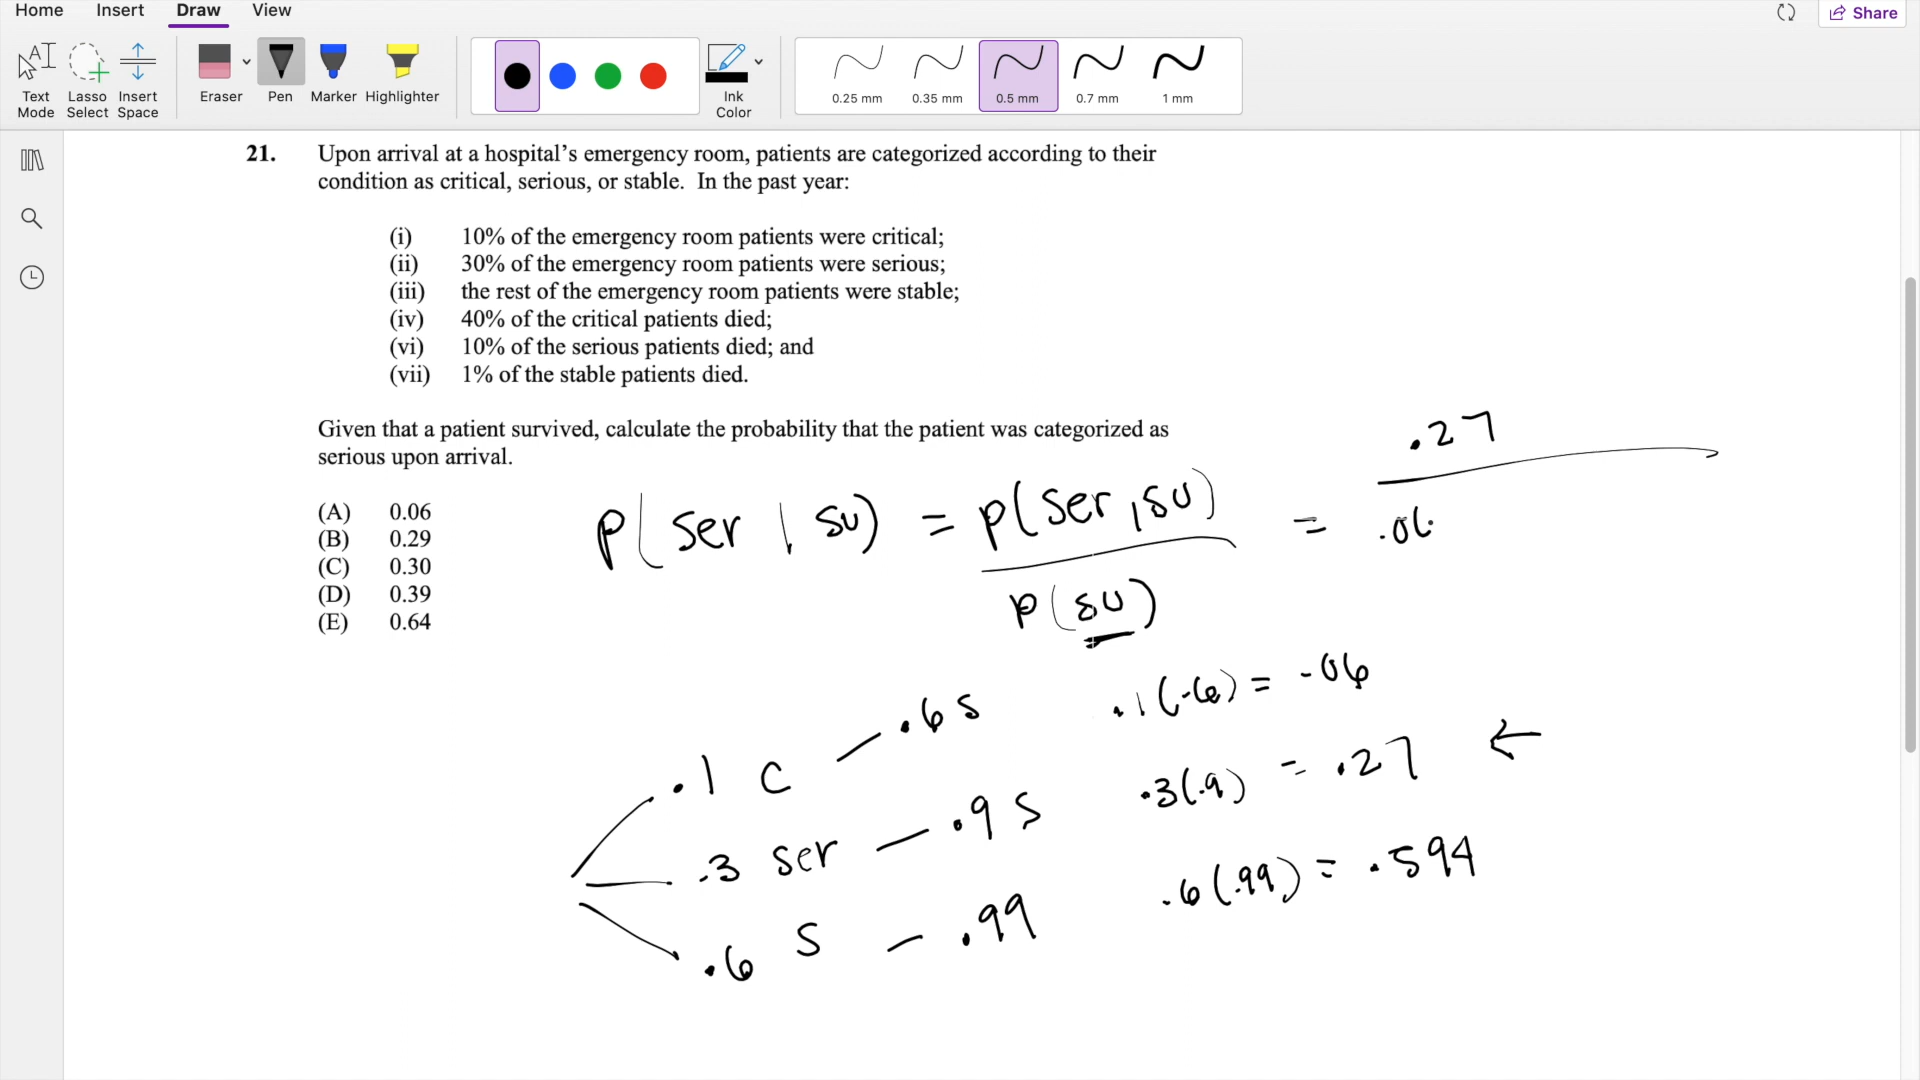 Home Insert Draw View Share
Text Mode Lasso Select Insert Space Eraser Pen Marker Highlighter Ink Color 0.25 mm 0.35 mm 0.5 mm 0.7 mm 1 mm
21. Upon arrival at a hospital's emergency room, patients are categorized according to their
condition as critical, serious, or stable. In the past year:
(i) 10% of the emergency room patients were critical;
(ii) 30% of the emergency room patients were serious;
(iii) the rest of the emergency room patients were stable;
(iv) 40% of the critical patients died;
(vi) 10% of the serious patients died; and
(vii) 1% of the stable patients died.
Given that a patient survived, calculate the probability that the patient was categorized as
serious upon arrival.
(A) 0.06
(B) 0.29
(C) 0.30
(D) 0.39
(E) 0.64
P( ser | su) = P(ser, su) = .27
P(su) .06
.1 c — .6 s .1(.6) = .06
.3 ser — .9 s .3(.9) = .27 ←
.6 s — .99 .6(.99) = .594